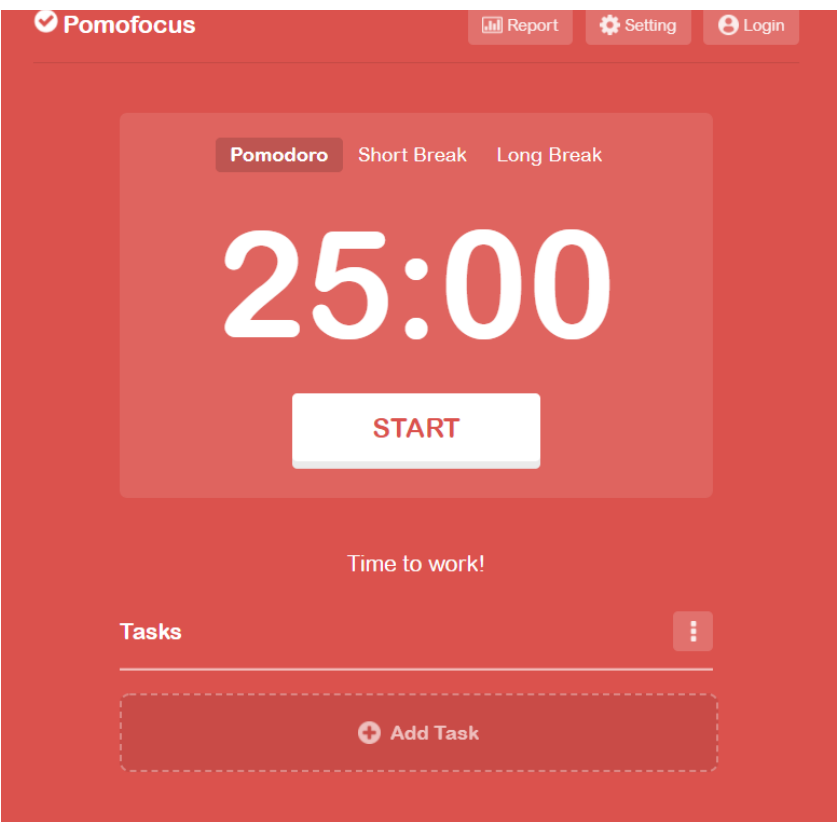 Pomofocus Report Setting Login
Pomodoro Short Break Long Break
25:00
START
Time to work!
Tasks
Add Task